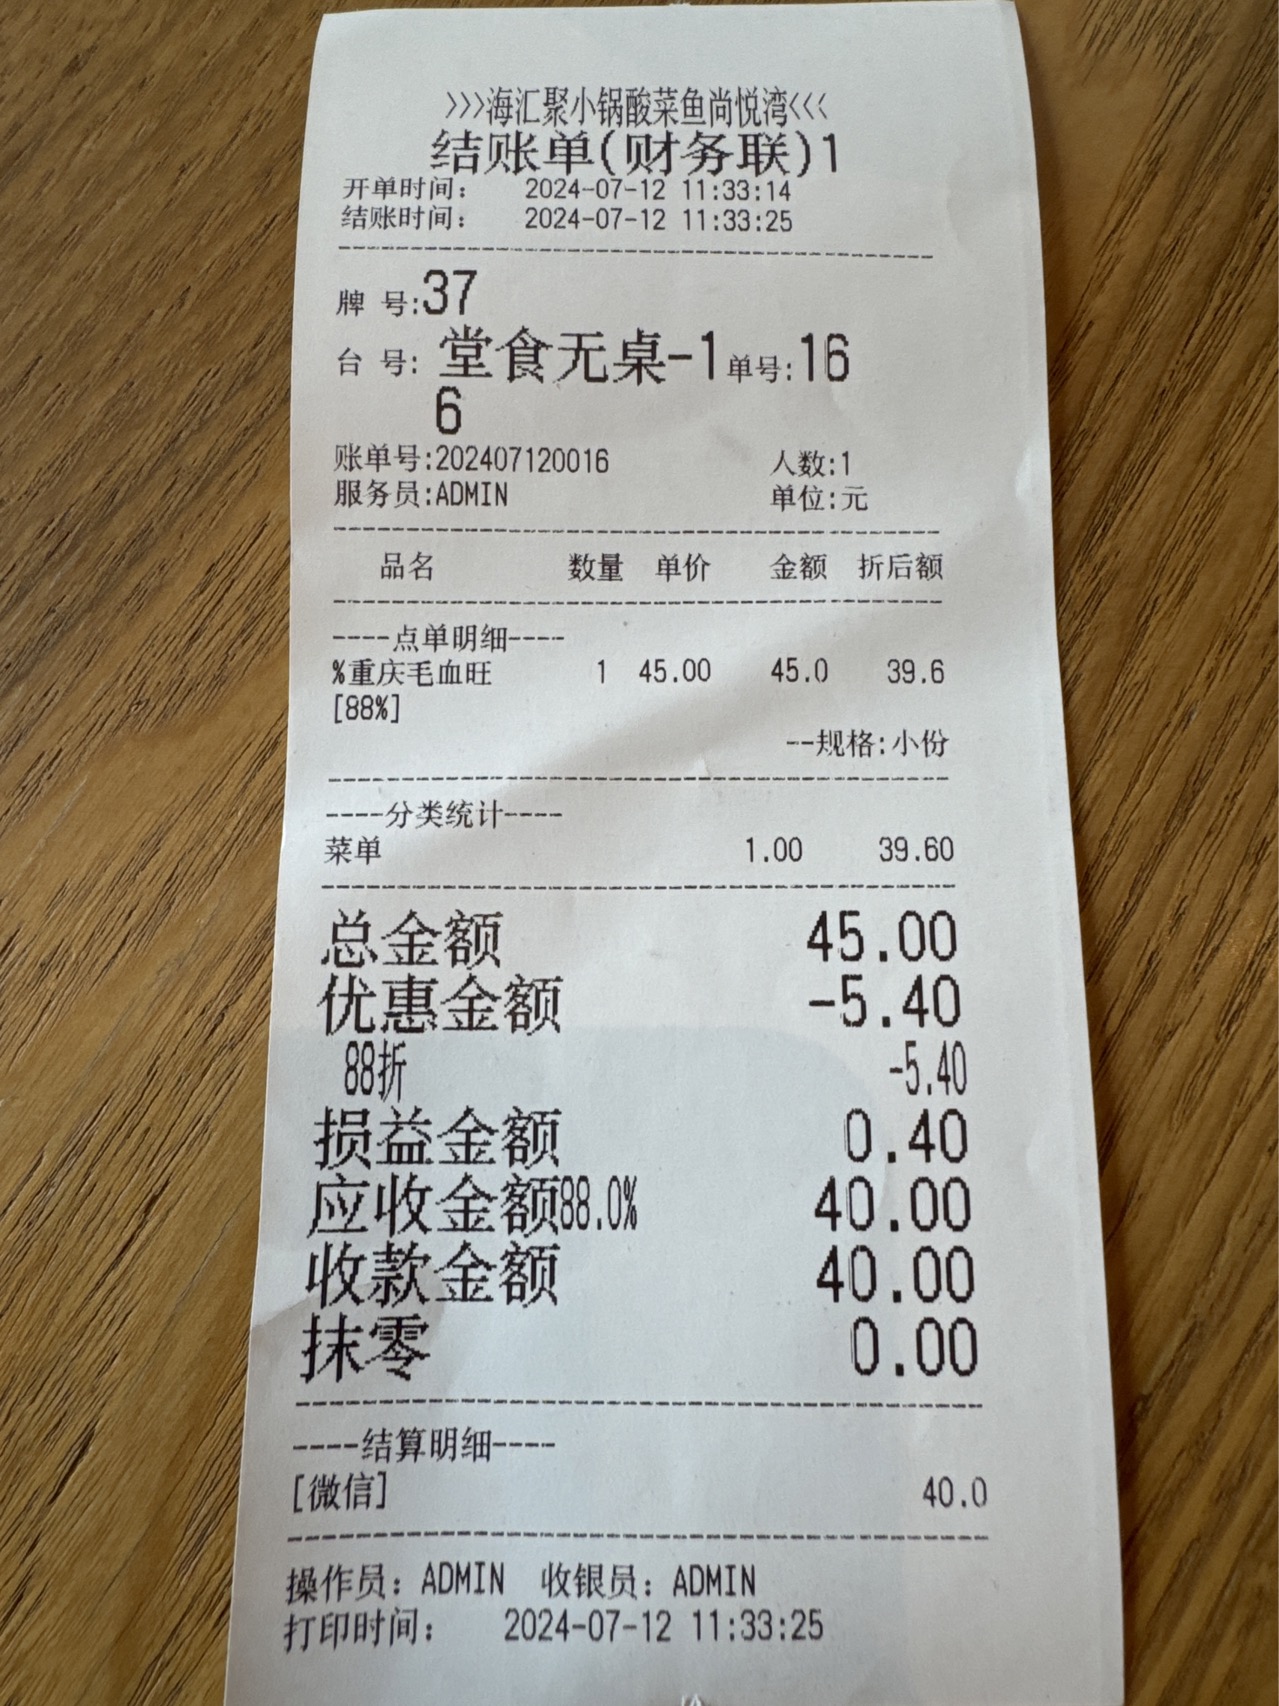 >>>海汇聚小锅酸菜鱼尚悦湾<<<
结账单(财务联)1
开单时间: 2024-07-12 11:33:14
结账时间: 2024-07-12 11:33:25
牌 号:37
台 号: 堂食无桌-1 单号:16
6
账单号:202407120016 人数:1
服务员:ADMIN 单位:元
品名 数量 单价 金额 折后额
----点单明细----
%重庆毛血旺 1 45.00 45.0 39.6
[88%]
--规格:小份
----分类统计----
菜单 1.00 39.60
总金额 45.00
优惠金额 -5.40
88折 -5.40
损益金额 0.40
应收金额88.0% 40.00
收款金额 40.00
抹零 0.00
----结算明细----
[微信] 40.0
操作员: ADMIN 收银员: ADMIN
打印时间: 2024-07-12 11:33:25